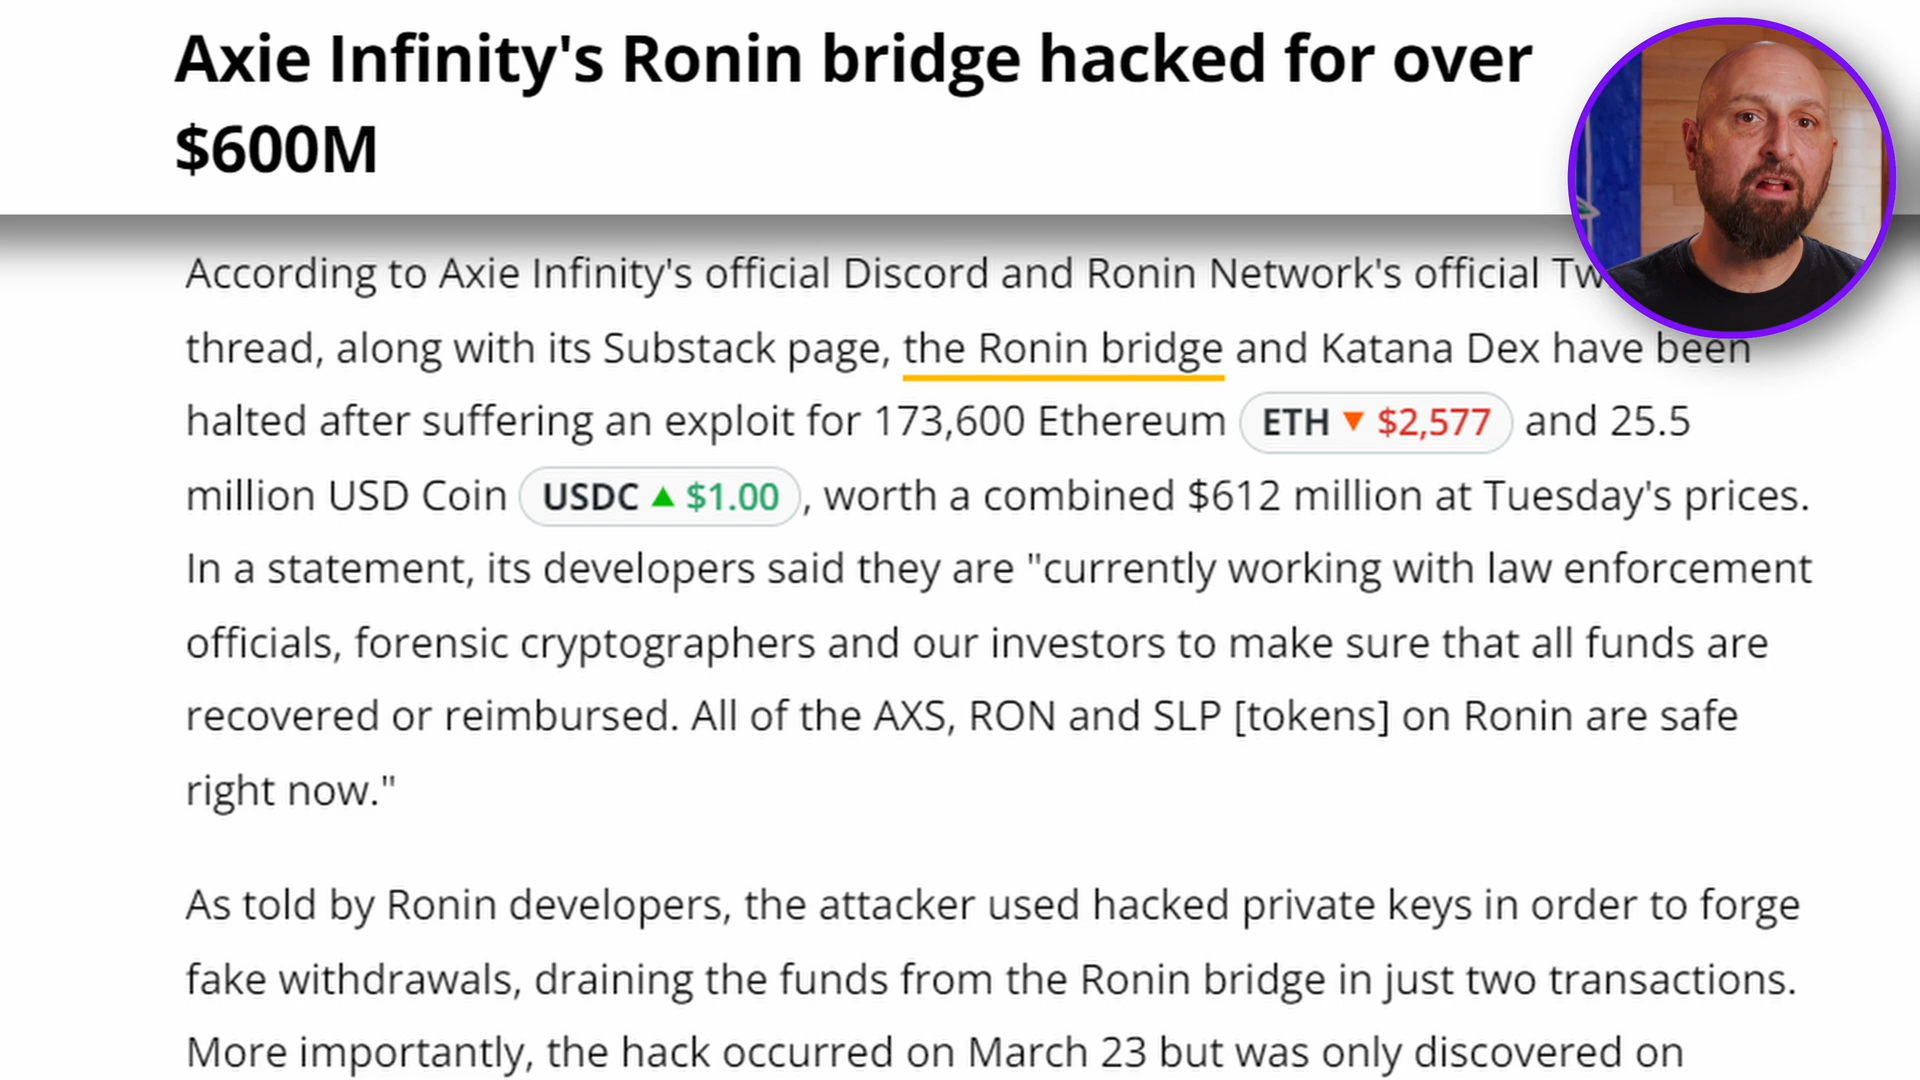 Axie Infinity's Ronin bridge hacked for over
$600M
According to Axie Infinity's official Discord and Ronin Network's official
thread, along with its Substack page, the Ronin bridge and Katana Dex have been
halted after suffering an exploit for 173,600 Ethereum ETH ▼ $2,577 and 25.5
million USD Coin USDC ▲ $1.00, worth a combined $612 million at Tuesday's prices.
In a statement, its developers said they are "currently working with law enforcement
officials, forensic cryptographers and our investors to make sure that all funds are
recovered or reimbursed. All of the AXS, RON and SLP [tokens] on Ronin are safe
right now."
As told by Ronin developers, the attacker used hacked private keys in order to forge
fake withdrawals, draining the funds from the Ronin bridge in just two transactions.
More importantly, the hack occurred on March 23 but was only discovered on